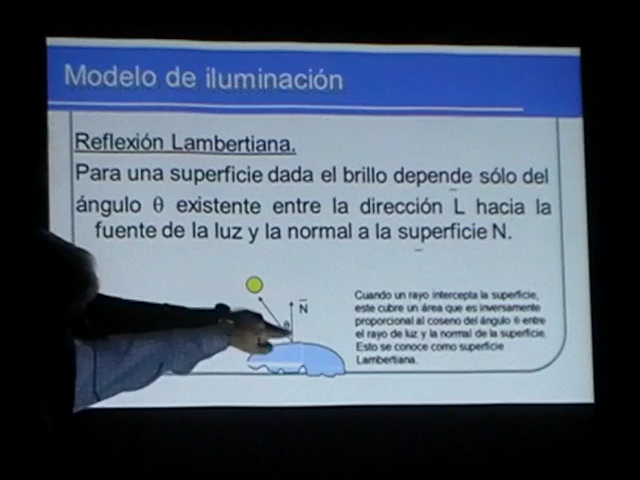 Modelo de iluminación
Reflexión Lambertiana.
Para una superficie dada el brillo depende sólo del
ángulo θ existente entre la dirección L hacia la
fuente de la luz y la normal a la superficie N.
N
θ
Cuando un rayo intercepta la superficie,
este cubre un área que es inversamente
proporcional al coseno del ángulo θ entre
el rayo de luz y la normal de la superficie.
Esto se conoce como superficie
Lambertiana.